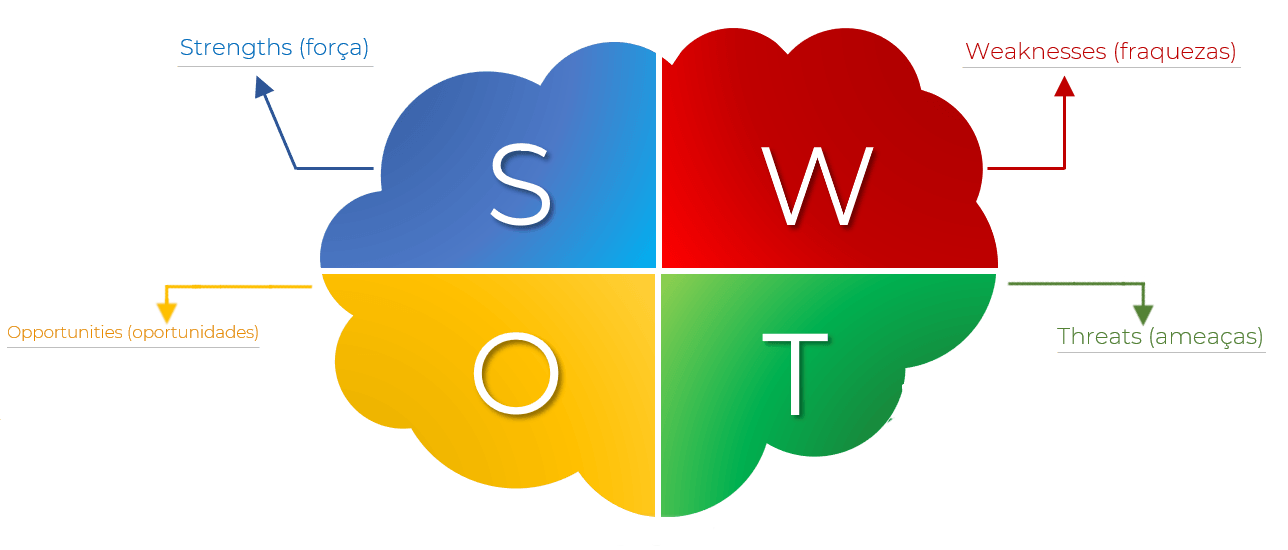 Strengths (força)
Weaknesses (fraquezas)
S
W
Opportunities (oportunidades)
Threats (ameaças)
O
T